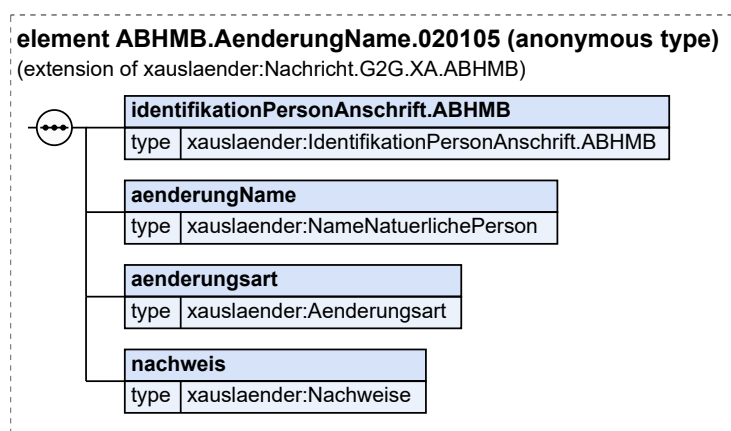 element ABHMB.AenderungName.020105 (anonymous type)
(extension of xauslaender:Nachricht.G2G.XA.ABHMB)
identifikationPersonAnschrift.ABHMB
type xauslaender:IdentifikationPersonAnschrift.ABHMB
aenderungName
type xauslaender:NameNatuerlichePerson
aenderungsart
type xauslaender:Aenderungsart
nachweis
type xauslaender:Nachweise